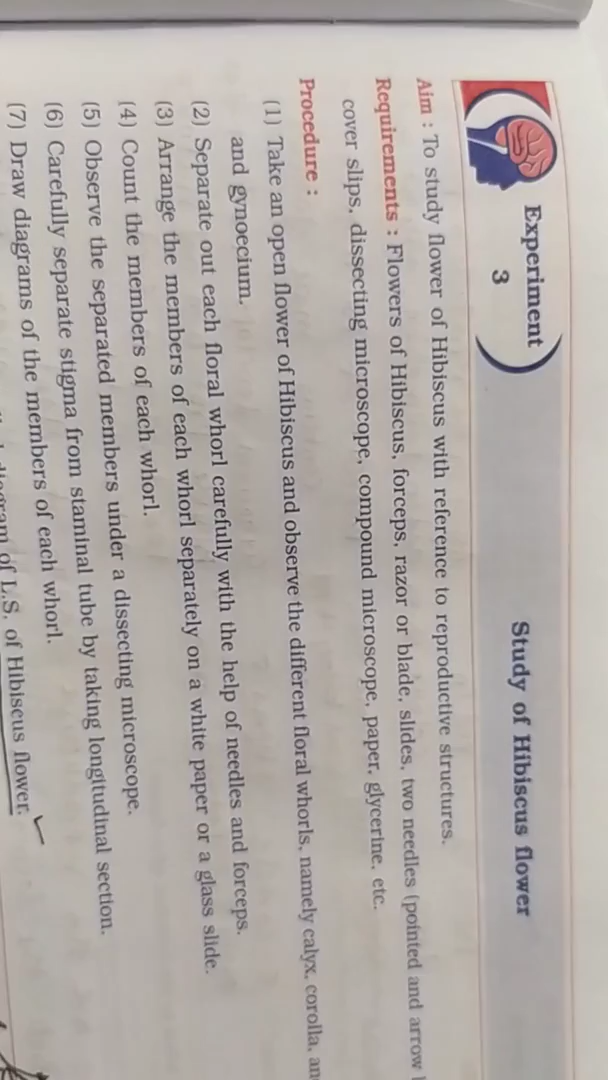 Experiment
3
Study of Hibiscus flower
Aim : To study flower of Hibiscus with reference to reproductive structures.
Requirements : Flowers of Hibiscus, forceps, razor or blade, slides, two needles (pointed and arrow
cover slips, dissecting microscope, compound microscope, paper, glycerine, etc.
Procedure :
(1) Take an open flower of Hibiscus and observe the different floral whorls, namely calyx, corolla,
and gynoecium.
(2) Separate out each floral whorl carefully with the help of needles and forceps.
(3) Arrange the members of each whorl separately on a white paper or a glass slide.
(4) Count the members of each whorl.
(5) Observe the separated members under a dissecting microscope.
(6) Carefully separate stigma from staminal tube by taking longitudinal section.
(7) Draw diagrams of the members of each whorl.
diagram of L.S. of Hibiscus flower.